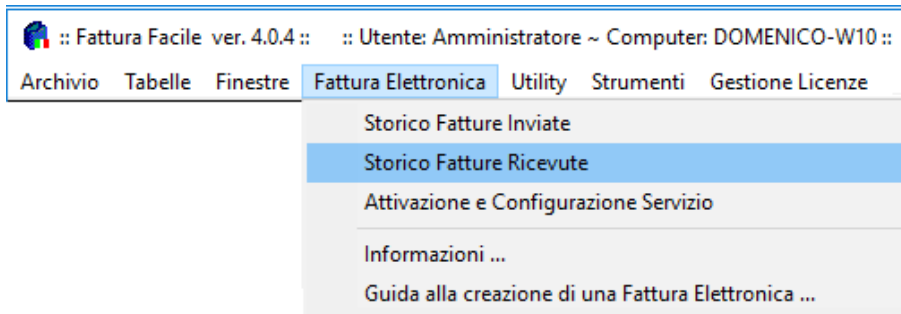 :: Fattura Facile ver. 4.0.4 :: :: Utente: Amministratore ~ Computer: DOMENICO-W10 ::
Archivio Tabelle Finestre Fattura Elettronica Utility Strumenti Gestione Licenze
Storico Fatture Inviate
Storico Fatture Ricevute
Attivazione e Configurazione Servizio
Informazioni ...
Guida alla creazione di una Fattura Elettronica ...